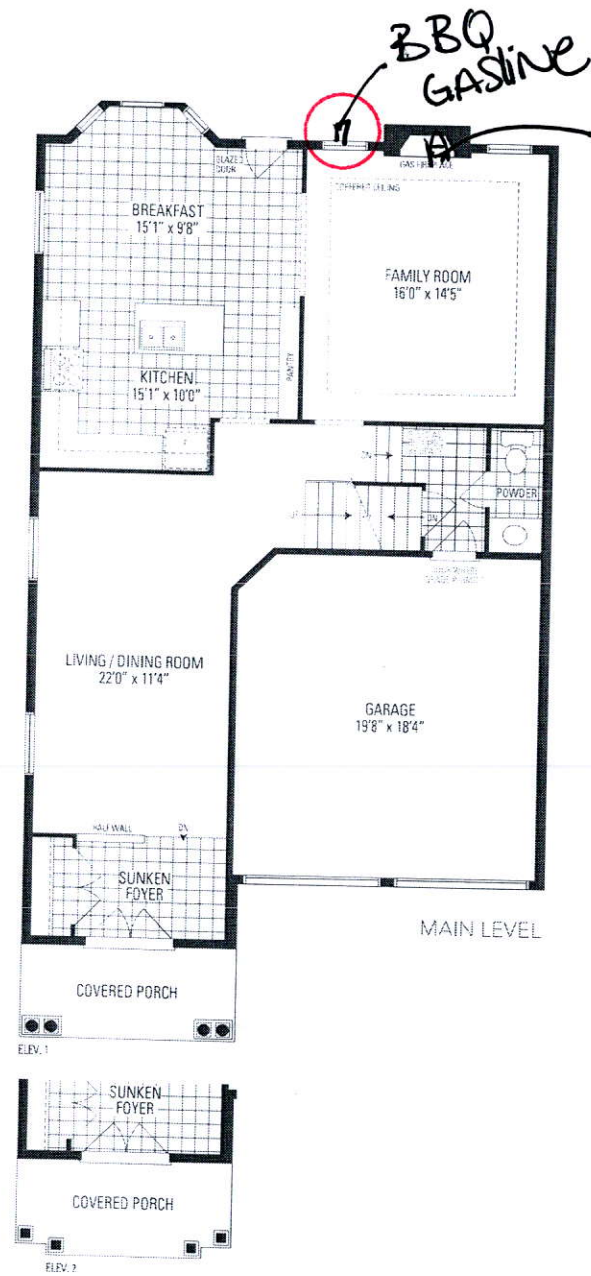 BBQ
GASliNe
GLAZED
DOOR
GAS FIREPLACE
COFFERED CEILING
BREAKFAST
15'1" x 9'8"
FAMILY ROOM
16'0" x 14'5"
KITCHEN
15'1" x 10'0"
PANTRY
DN
POWDER
UP
DN
LIVING / DINING ROOM
22'0" x 11'4"
GARAGE
19'8" x 18'4"
HALF WALL
DN
SUNKEN
FOYER
MAIN LEVEL
COVERED PORCH
ELEV. 1
SUNKEN
FOYER
COVERED PORCH
ELEV. 2